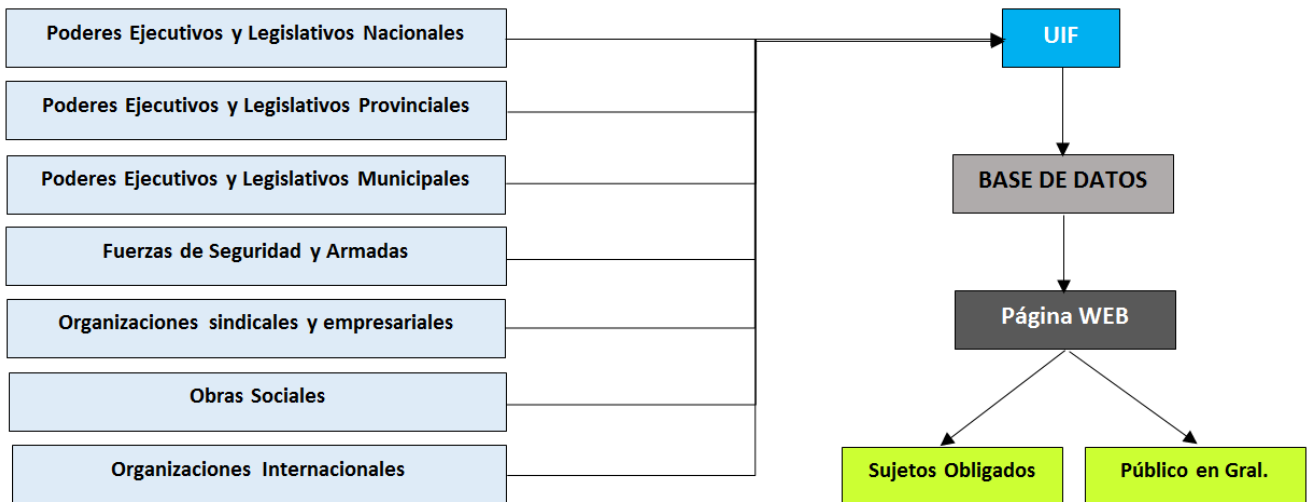 Poderes Ejecutivos y Legislativos Nacionales
Poderes Ejecutivos y Legislativos Provinciales
Poderes Ejecutivos y Legislativos Municipales
Fuerzas de Seguridad y Armadas
Organizaciones sindicales y empresariales
Obras Sociales
Organizaciones Internacionales
UIF
BASE DE DATOS
Página WEB
Sujetos Obligados
Público en Gral.